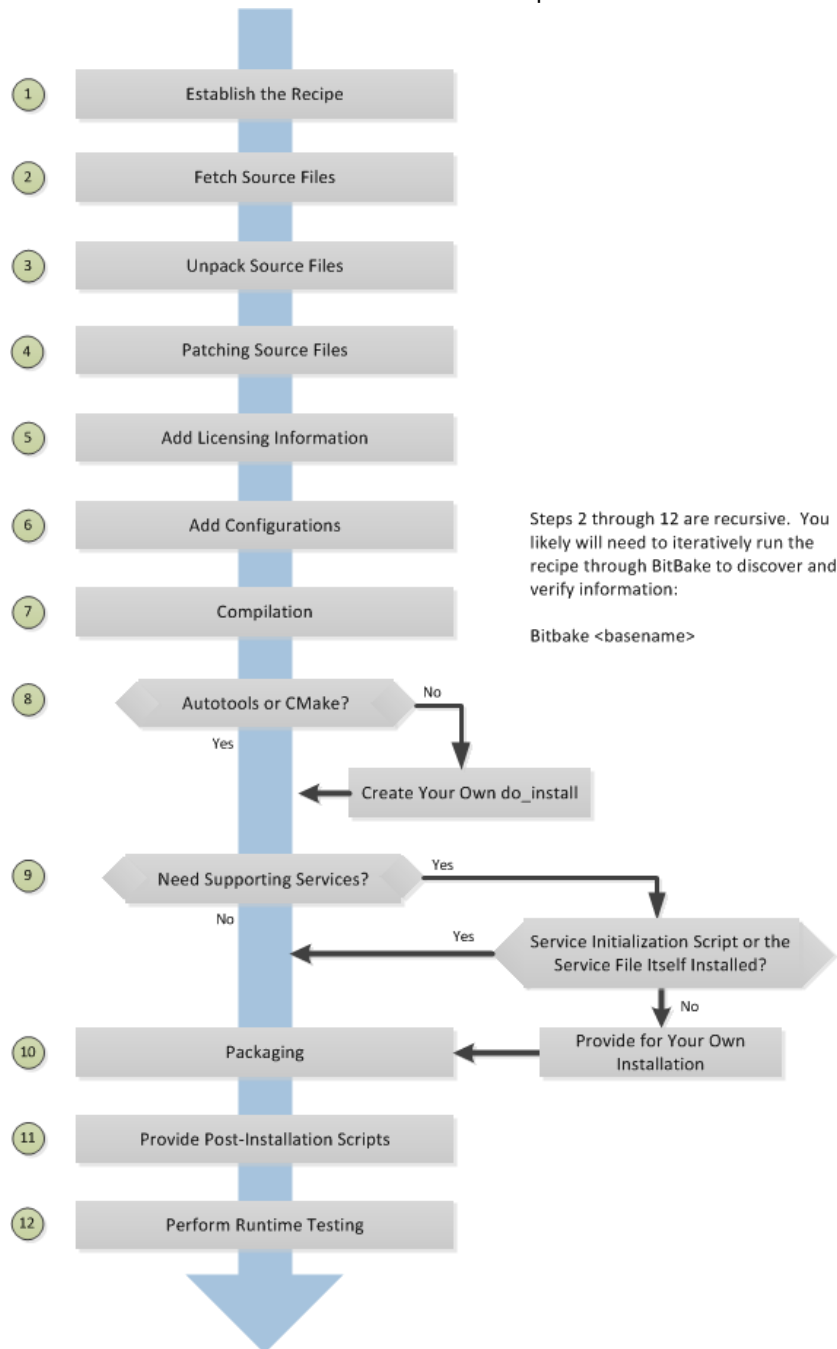 1
Establish the Recipe
2
Fetch Source Files
3
Unpack Source Files
4
Patching Source Files
5
Add Licensing Information
6
Add Configurations
Steps 2 through 12 are recursive. You
likely will need to iteratively run the
recipe through BitBake to discover and
verify information:
Bitbake <basename>
7
Compilation
8
Autotools or CMake?
No
Yes
Create Your Own do_install
9
Need Supporting Services?
Yes
No
Yes
Service Initialization Script or the
Service File Itself Installed?
No
10
Packaging
Provide for Your Own
Installation
11
Provide Post-Installation Scripts
12
Perform Runtime Testing